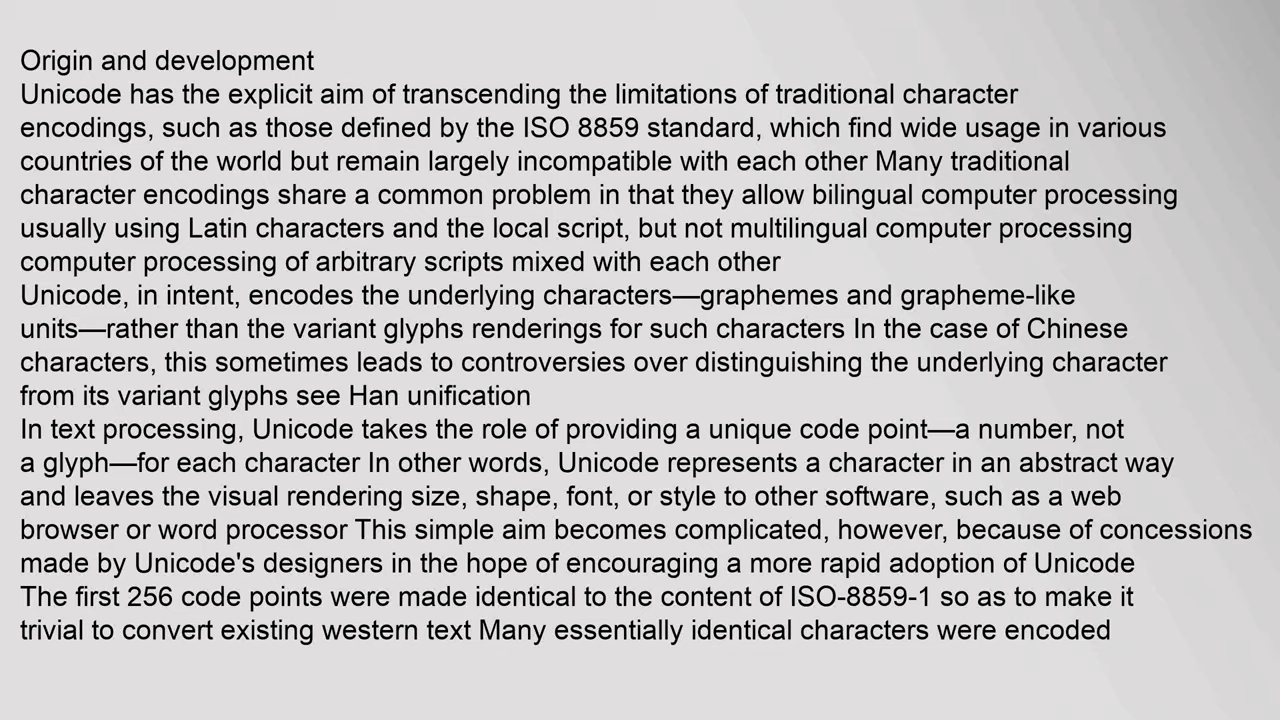 Origin and development
Unicode has the explicit aim of transcending the limitations of traditional character
encodings, such as those defined by the ISO 8859 standard, which find wide usage in various
countries of the world but remain largely incompatible with each other Many traditional
character encodings share a common problem in that they allow bilingual computer processing
usually using Latin characters and the local script, but not multilingual computer processing
computer processing of arbitrary scripts mixed with each other
Unicode, in intent, encodes the underlying characters—graphemes and grapheme-like
units—rather than the variant glyphs renderings for such characters In the case of Chinese
characters, this sometimes leads to controversies over distinguishing the underlying character
from its variant glyphs see Han unification
In text processing, Unicode takes the role of providing a unique code point—a number, not
a glyph—for each character In other words, Unicode represents a character in an abstract way
and leaves the visual rendering size, shape, font, or style to other software, such as a web
browser or word processor This simple aim becomes complicated, however, because of concessions
made by Unicode's designers in the hope of encouraging a more rapid adoption of Unicode
The first 256 code points were made identical to the content of ISO-8859-1 so as to make it
trivial to convert existing western text Many essentially identical characters were encoded